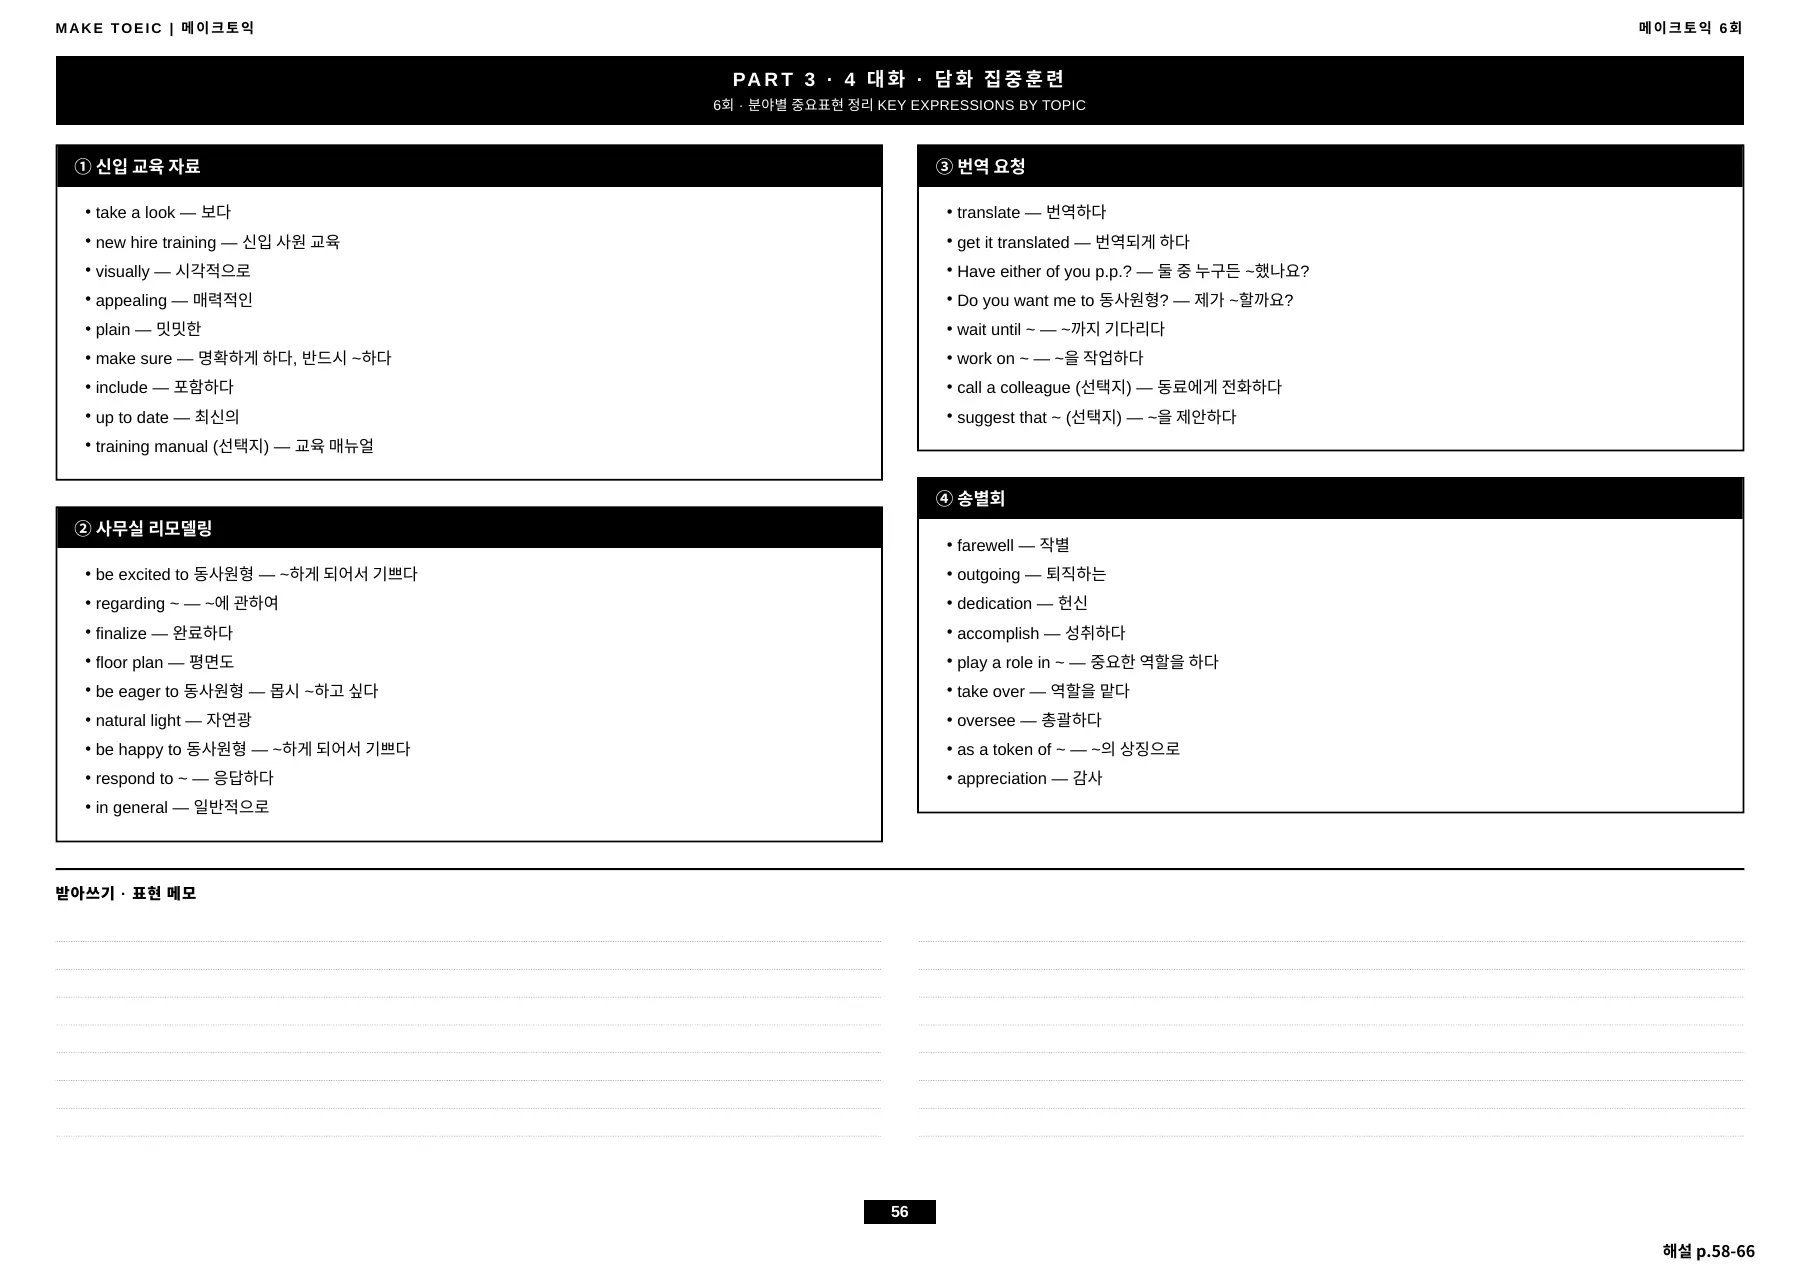 MAKE TOEIC | 메이크토익
메이크토익 6회
PART 3 · 4 대화 · 담화 집중훈련
6회 · 분야별 중요표현 정리 KEY EXPRESSIONS BY TOPIC
① 신입 교육 자료
• take a look — 보다
• new hire training — 신입 사원 교육
• visually — 시각적으로
• appealing — 매력적인
• plain — 밋밋한
• make sure — 명확하게 하다, 반드시 ~하다
• include — 포함하다
• up to date — 최신의
• training manual (선택지) — 교육 매뉴얼
② 사무실 리모델링
• be excited to 동사원형 — ~하게 되어서 기쁘다
• regarding ~ — ~에 관하여
• finalize — 완료하다
• floor plan — 평면도
• be eager to 동사원형 — 몹시 ~하고 싶다
• natural light — 자연광
• be happy to 동사원형 — ~하게 되어서 기쁘다
• respond to ~ — 응답하다
• in general — 일반적으로
③ 번역 요청
• translate — 번역하다
• get it translated — 번역되게 하다
• Have either of you p.p.? — 둘 중 누구든 ~했나요?
• Do you want me to 동사원형? — 제가 ~할까요?
• wait until ~ — ~까지 기다리다
• work on ~ — ~을 작업하다
• call a colleague (선택지) — 동료에게 전화하다
• suggest that ~ (선택지) — ~을 제안하다
④ 송별회
• farewell — 작별
• outgoing — 퇴직하는
• dedication — 헌신
• accomplish — 성취하다
• play a role in ~ — 중요한 역할을 하다
• take over — 역할을 맡다
• oversee — 총괄하다
• as a token of ~ — ~의 상징으로
• appreciation — 감사
받아쓰기 · 표현 메모
56
해설 p.58-66